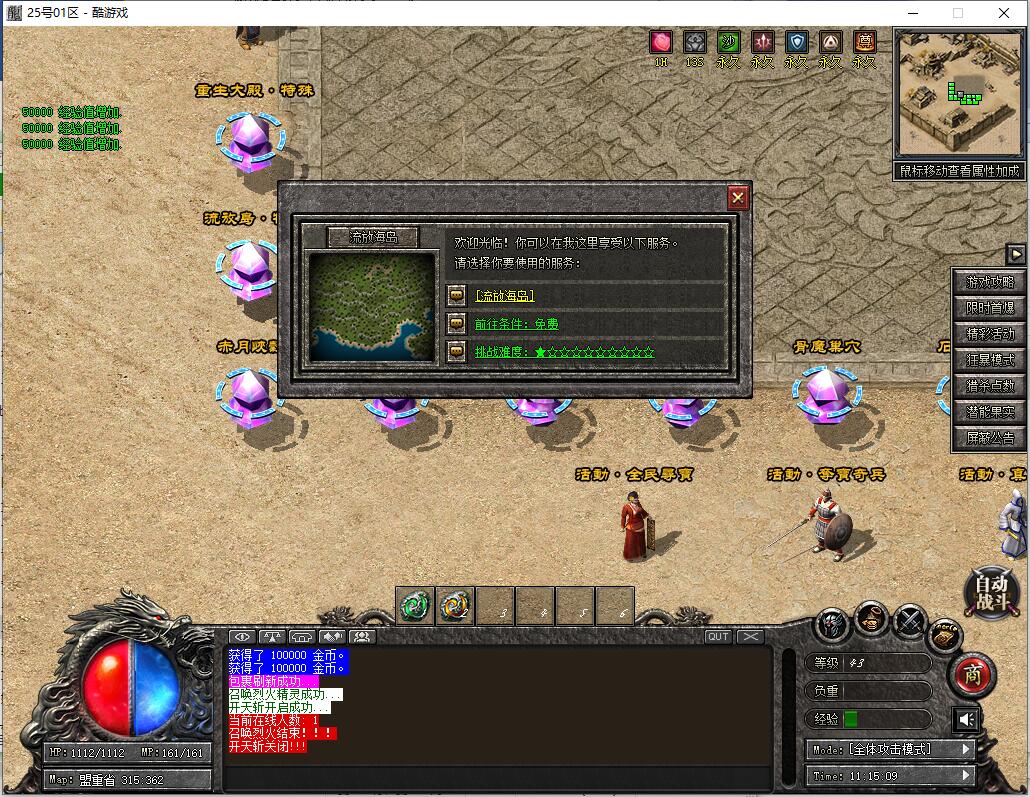 25号01区 - 酷游戏
1H 13S 永久 永久 永久 永久 永久
重生大殿·特殊
50000 经验值增加.
50000 经验值增加.
50000 经验值增加.
鼠标移动查看属性加成
流放岛·
流放海岛
欢迎光临! 你可以在我这里享受以下服务。
请选择你要使用的服务:
[流放海岛]
前往条件: 免费
挑战难度: ★☆☆☆☆☆☆☆☆☆
游戏攻略
限时首爆
精彩活动
狂暴模式
猎杀点数
潜能果实
屏蔽公告
赤月
骨魔巢穴
活動·全民尋寶
活動·奪寶奇兵
活動·
自动
战斗
2 3 4 5 6
QUT
获得了 100000 金币。
获得了 100000 金币。
包裹刷新成功...
召唤烈火精灵成功...
开天斩开启成功...
当前在线人数: 1
召唤烈火结束!!!
开天斩关闭!!!
等级 43
负重
经验
商
HP:1112/1112 MP:161/161
Map: 盟重省 315:362
Mode: [全体攻击模式]
Time: 11:15:09